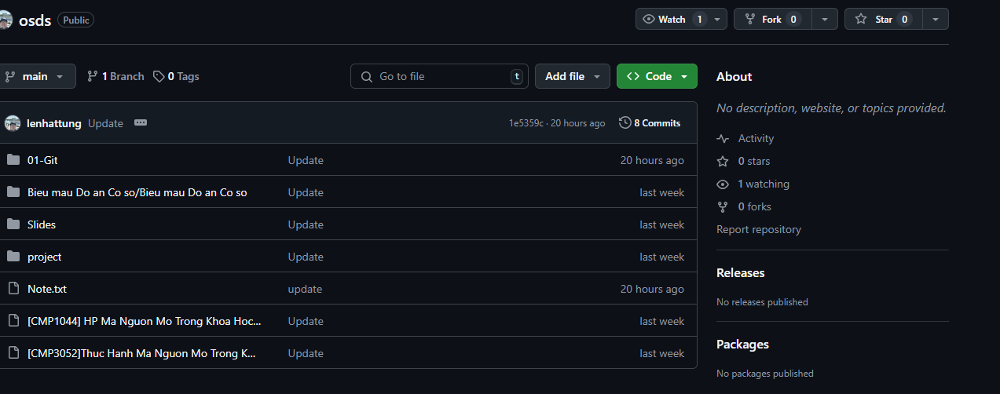 osds Public Watch 1 Fork 0 Star 0
main 1 Branch 0 Tags Go to file t Add file Code
lenhattung Update 1e5359c · 20 hours ago 8 Commits
01-Git Update 20 hours ago
Bieu mau Do an Co so/Bieu mau Do an Co so Update last week
Slides Update last week
project Update last week
Note.txt update 20 hours ago
[CMP1044] HP Ma Nguon Mo Trong Khoa Hoc... Update last week
[CMP3052]Thuc Hanh Ma Nguon Mo Trong K... Update last week
About
No description, website, or topics provided.
Activity
0 stars
1 watching
0 forks
Report repository
Releases
No releases published
Packages
No packages published